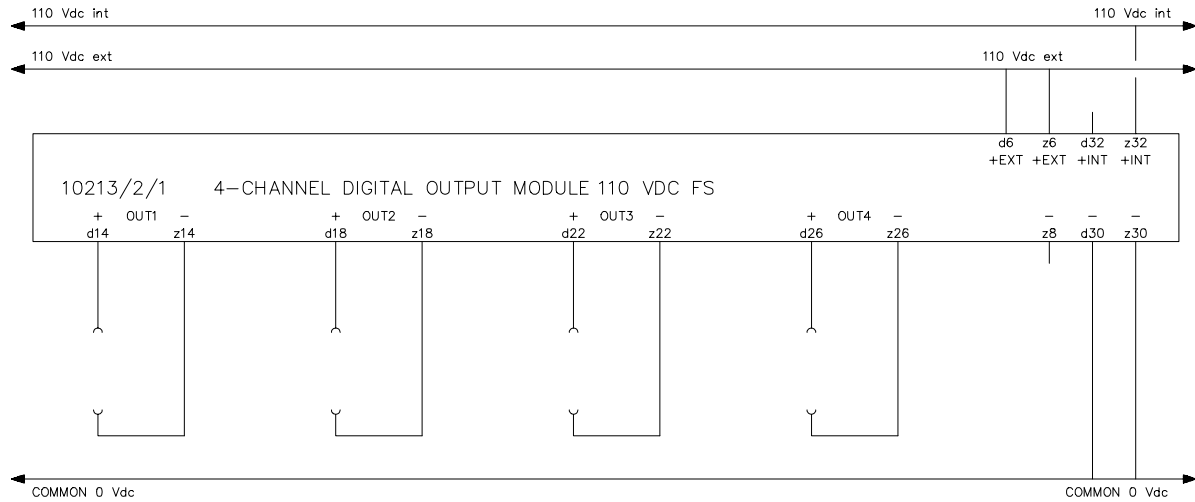 110 Vdc int 110 Vdc int
110 Vdc ext 110 Vdc ext
d6 z6 d32 z32
+EXT +EXT +INT +INT
10213/2/1 4-CHANNEL DIGITAL OUTPUT MODULE 110 VDC FS
+ OUT1 - + OUT2 - + OUT3 - + OUT4 - - - -
d14 z14 d18 z18 d22 z22 d26 z26 z8 d30 z30
COMMON 0 Vdc COMMON 0 Vdc